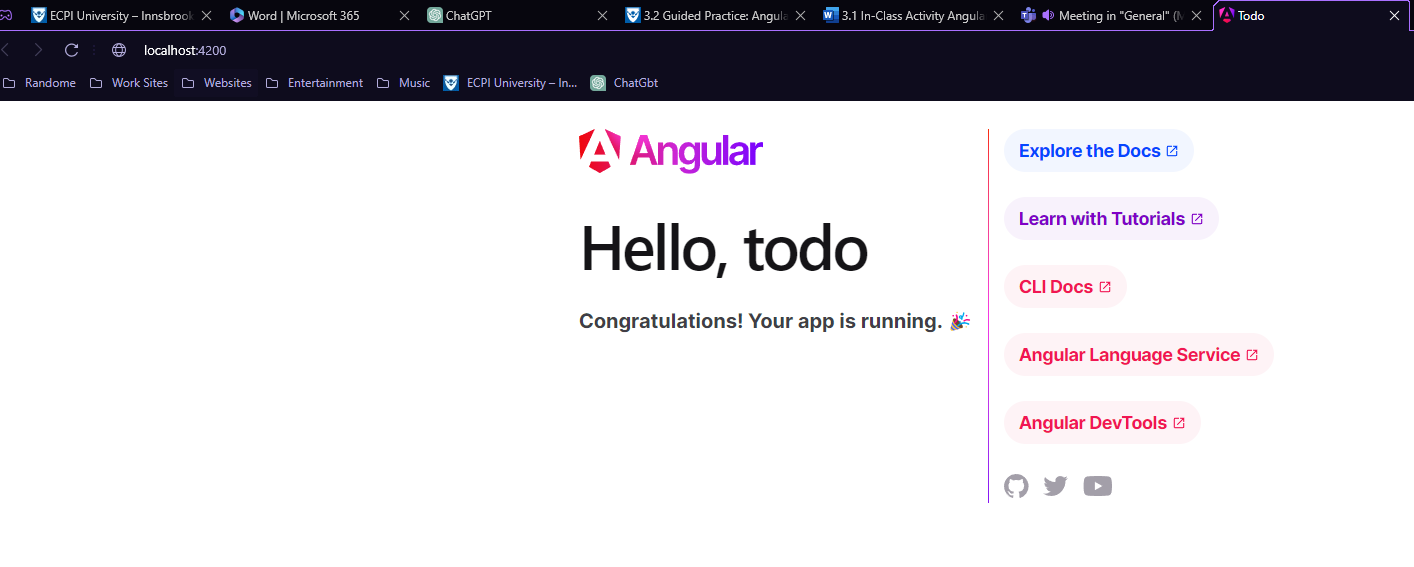 ECPI University – Innsbrook
Word | Microsoft 365
ChatGPT
3.2 Guided Practice: Angula
3.1 In-Class Activity Angula
Meeting in "General" (
Todo
localhost:4200
Randome
Work Sites
Websites
Entertainment
Music
ECPI University – In...
ChatGbt
Angular
Hello, todo
Congratulations! Your app is running. 🎉
Explore the Docs
Learn with Tutorials
CLI Docs
Angular Language Service
Angular DevTools